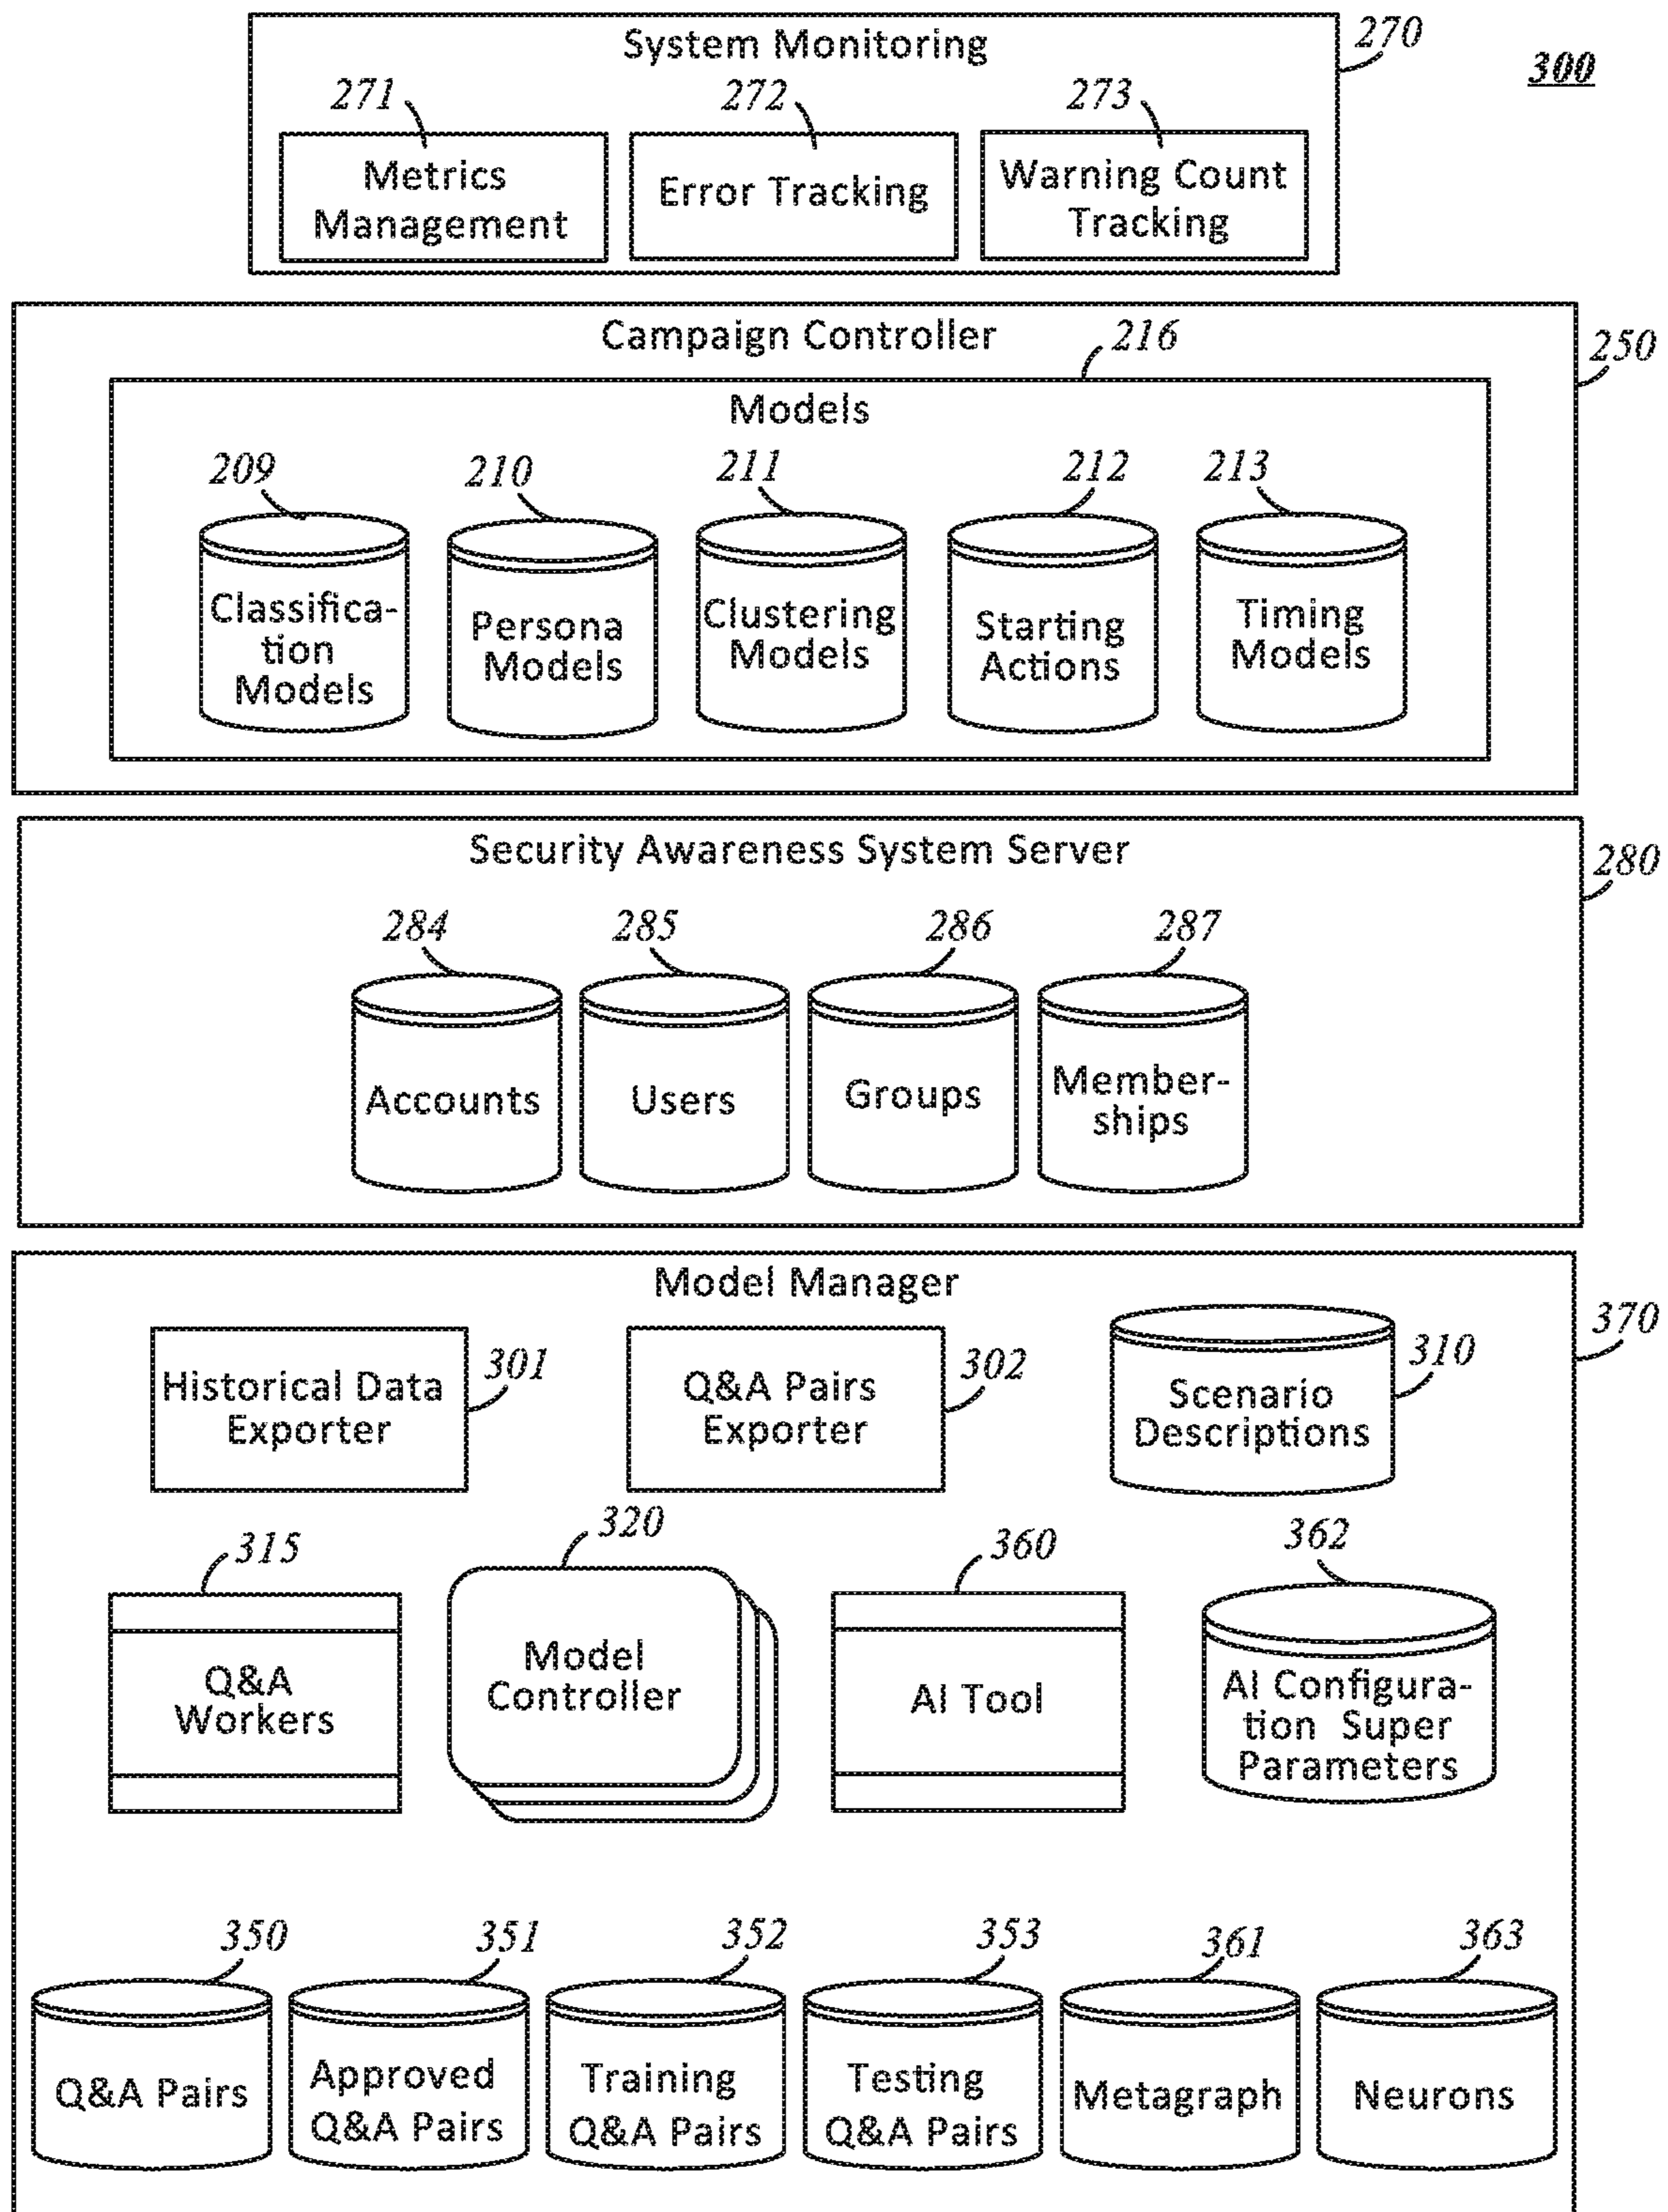 System Monitoring
270
300
271
272
273
Metrics
Management
Error Tracking
Warning Count
Tracking
Campaign Controller
216
250
Models
209
210
211
212
213
Classifica-
tion
Models
Persona
Models
Clustering
Models
Starting
Actions
Timing
Models
Security Awareness System Server
280
284
285
286
287
Accounts
Users
Groups
Member-
ships
Model Manager
370
Historical Data
Exporter
301
Q&A Pairs
Exporter
302
Scenario
Descriptions
310
315
320
360
362
Q&A
Workers
Model
Controller
AI Tool
AI Configura-
tion Super
Parameters
350
351
352
353
361
363
Q&A Pairs
Approved
Q&A Pairs
Training
Q&A Pairs
Testing
Q&A Pairs
Metagraph
Neurons